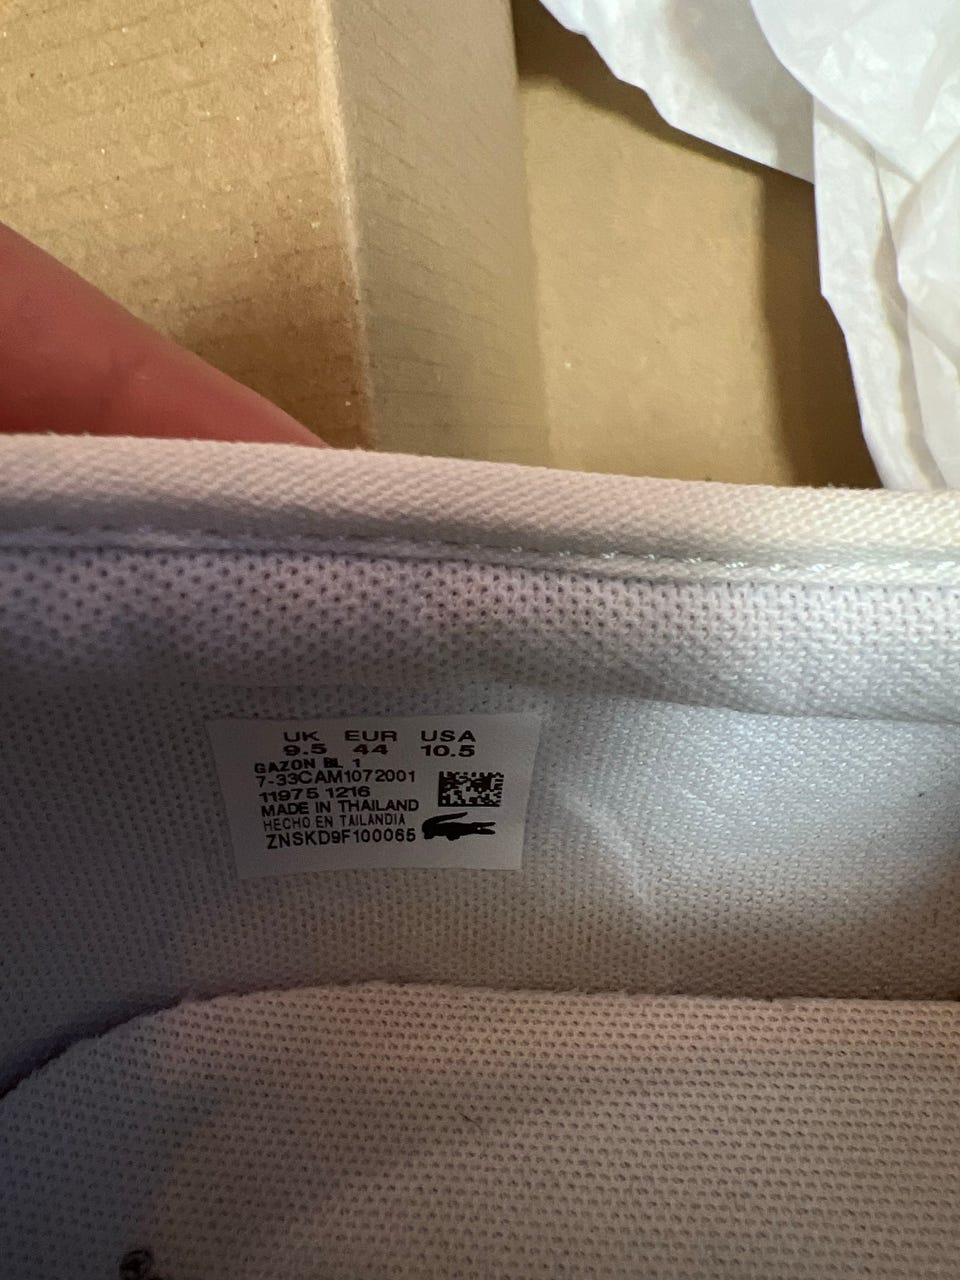 UK EUR USA
9.5 44 10.5
GAZON BL 1
7-33CAM1072001
11975 1216
MADE IN THAILAND
HECHO EN TAILANDIA
ZNSKD9F100065